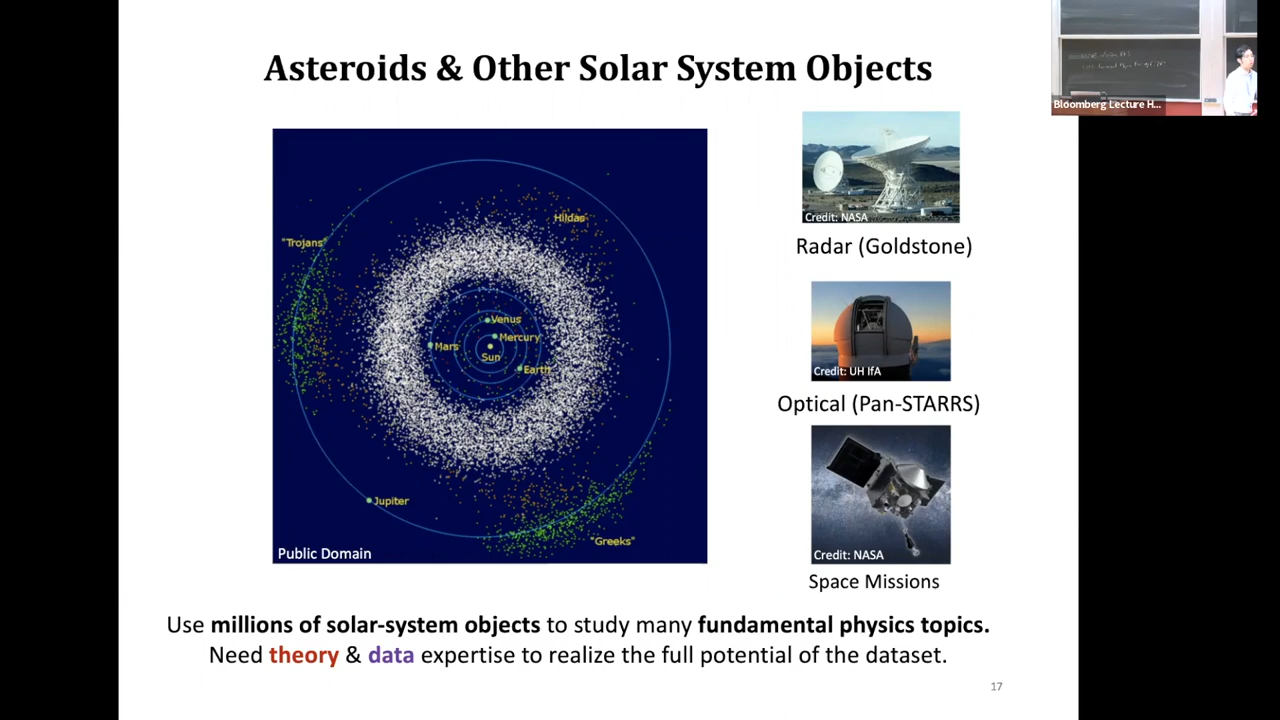 Asteroids & Other Solar System Objects
Bloomberg Lecture H...
"Trojans"
Hildas
Venus
Mercury
Mars
Sun
Earth
Jupiter
"Greeks"
Public Domain
Credit: NASA
Radar (Goldstone)
Credit: UH IfA
Optical (Pan-STARRS)
Credit: NASA
Space Missions
Use millions of solar-system objects to study many fundamental physics topics.
Need theory & data expertise to realize the full potential of the dataset.
17